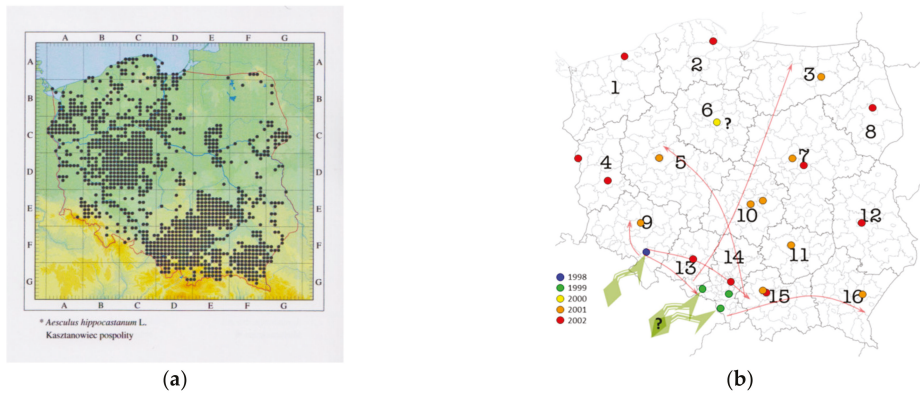 A B C D E F G
A A
B B
C C
D D
E E
F F
G G
A B C D E F G
* Aesculus hippocastanum L.
Kasztanowiec pospolity
(a)
1
2
3
4
5
6 ?
7
8
9
10
11
12
13
14
15
16
?
1998
1999
2000
2001
2002
(b)